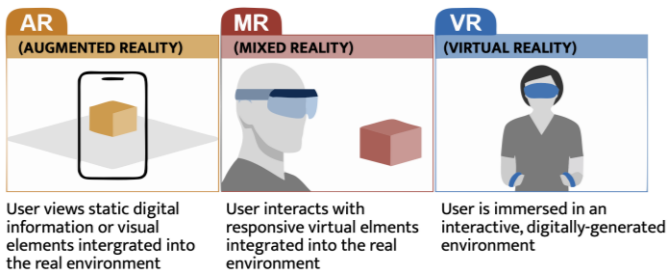 AR
(AUGMENTED REALITY)
User views static digital
information or visual
elements intergrated into
the real environment
MR
(MIXED REALITY)
User interacts with
responsive virtual elments
integrated into the real
environment
VR
(VIRTUAL REALITY)
User is immersed in an
interactive, digitally-generated
environment